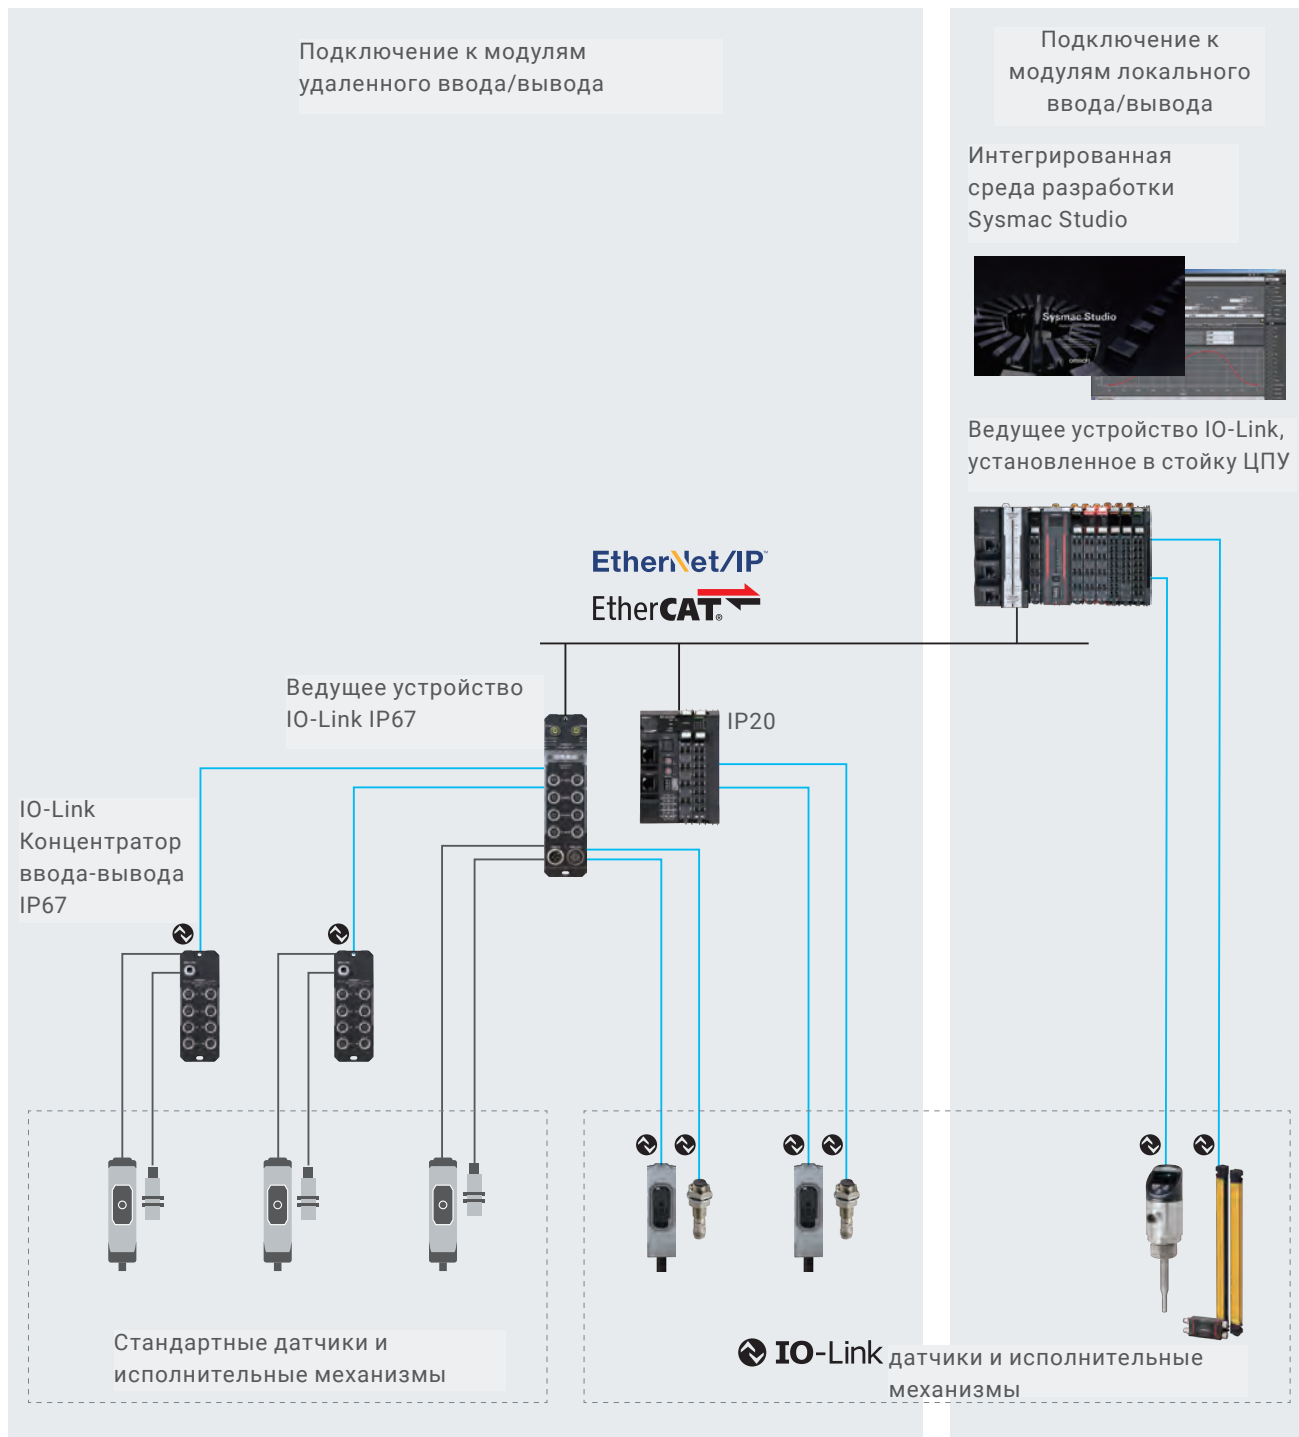 Подключение к модулям
удаленного ввода/вывода
Подключение к
модулям локального
ввода/вывода
Интегрированная
среда разработки
Sysmac Studio
Sysmac Studio
Ведущее устройство IO-Link,
установленное в стойку ЦПУ
EtherNet/IP™
EtherCAT®
Ведущее устройство
IO-Link IP67
IP20
IO-Link
Концентратор
ввода-вывода
IP67
Стандартные датчики и
исполнительные механизмы
IO-Link датчики и исполнительные
механизмы